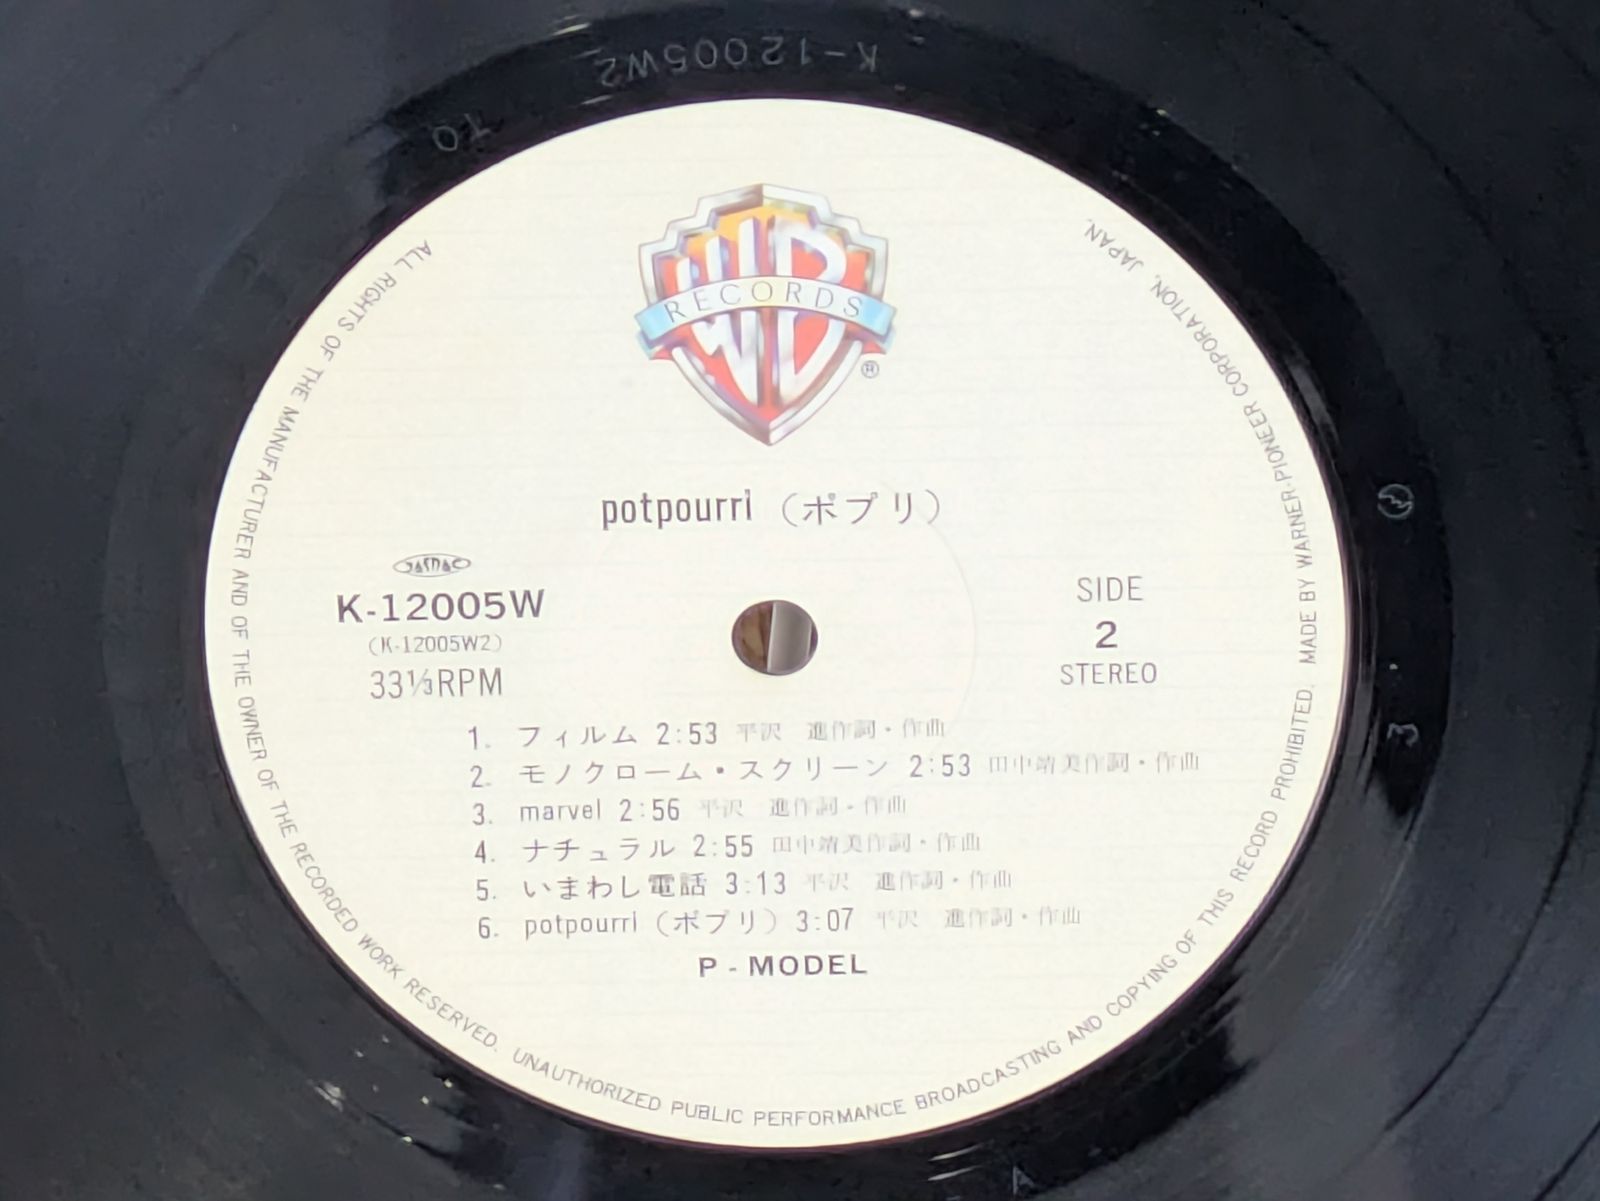 K-12005W2
TO
WB
RECORDS
®
ALL RIGHTS OF THE MANUFACTURER AND OF THE OWNER OF THE RECORDED WORK RESERVED. UNAUTHORIZED PUBLIC PERFORMANCE BROADCASTING AND COPYING OF THIS RECORD PROHIBITED. MADE BY WARNER-PIONEER CORPORATION, JAPAN.
potpourri (ポプリ)
JASRAC
K-12005W
(K-12005W2)
33⅓RPM
SIDE
2
STEREO
1. フィルム 2:53 平沢 進作詞・作曲
2. モノクローム・スクリーン 2:53 田中靖美作詞・作曲
3. marvel 2:56 平沢 進作詞・作曲
4. ナチュラル 2:55 田中靖美作詞・作曲
5. いまわし電話 3:13 平沢 進作詞・作曲
6. potpourri (ポプリ) 3:07 平沢 進作詞・作曲
P-MODEL